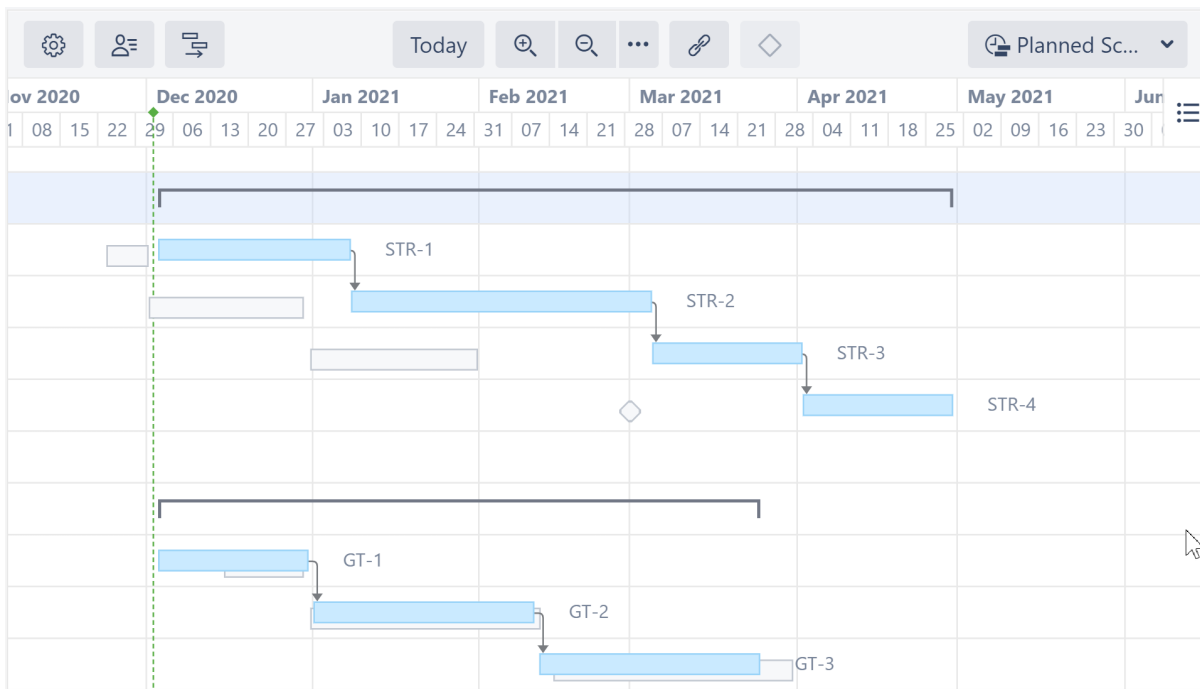 Today ••• Planned Sc...
ov 2020 Dec 2020 Jan 2021 Feb 2021 Mar 2021 Apr 2021 May 2021 Jun
1 08 15 22 29 06 13 20 27 03 10 17 24 31 07 14 21 28 07 14 21 28 04 11 18 25 02 09 16 23 30
STR-1
STR-2
STR-3
STR-4
GT-1
GT-2
GT-3